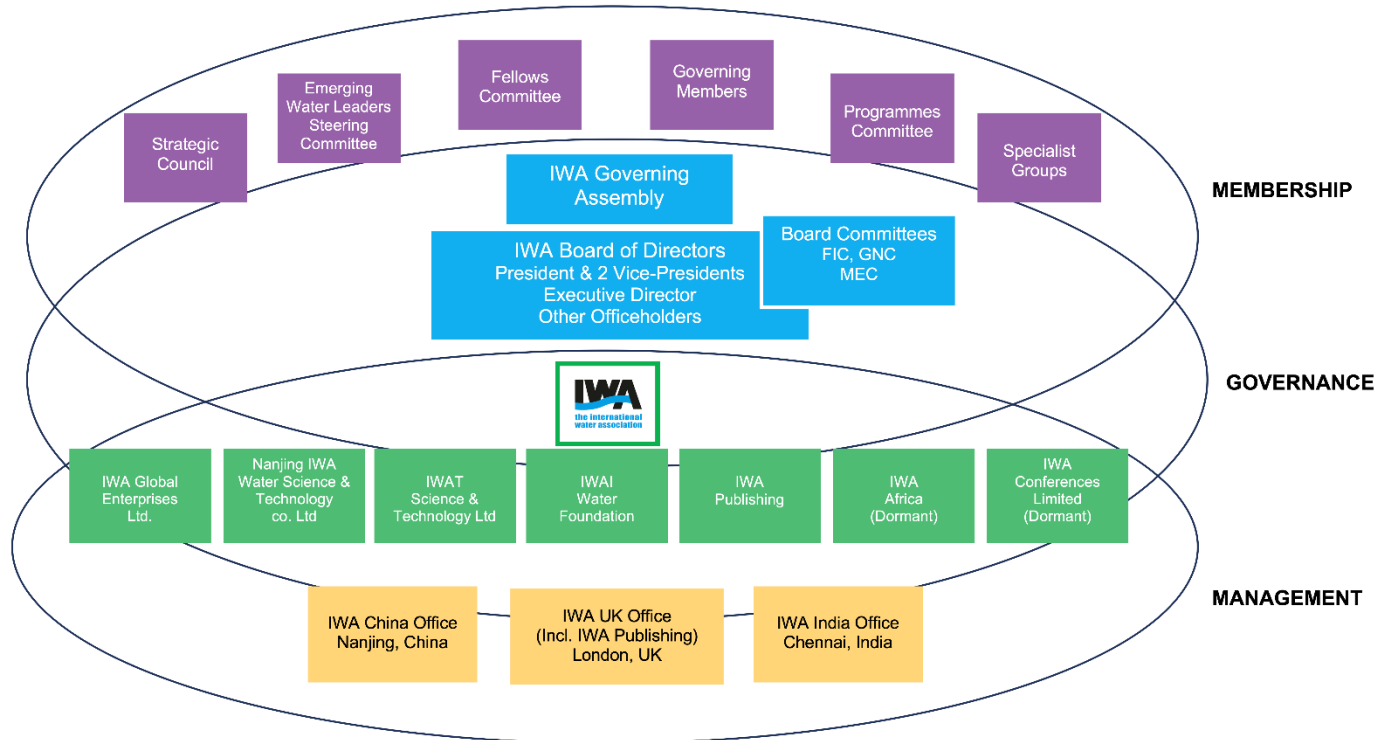 Strategic
Council
Emerging
Water Leaders
Steering
Committee
Fellows
Committee
Governing
Members
Programmes
Committee
Specialist
Groups
MEMBERSHIP
IWA Governing
Assembly
IWA Board of Directors
President & 2 Vice-Presidents
Executive Director
Other Officeholders
Board Committees
FIC, GNC
MEC
GOVERNANCE
IWA
the international
water association
IWA Global
Enterprises
Ltd.
Nanjing IWA
Water Science &
Technology
co. Ltd
IWAT
Science &
Technology Ltd
IWAI
Water
Foundation
IWA
Publishing
IWA
Africa
(Dormant)
IWA
Conferences
Limited
(Dormant)
MANAGEMENT
IWA China Office
Nanjing, China
IWA UK Office
(Incl. IWA Publishing)
London, UK
IWA India Office
Chennai, India